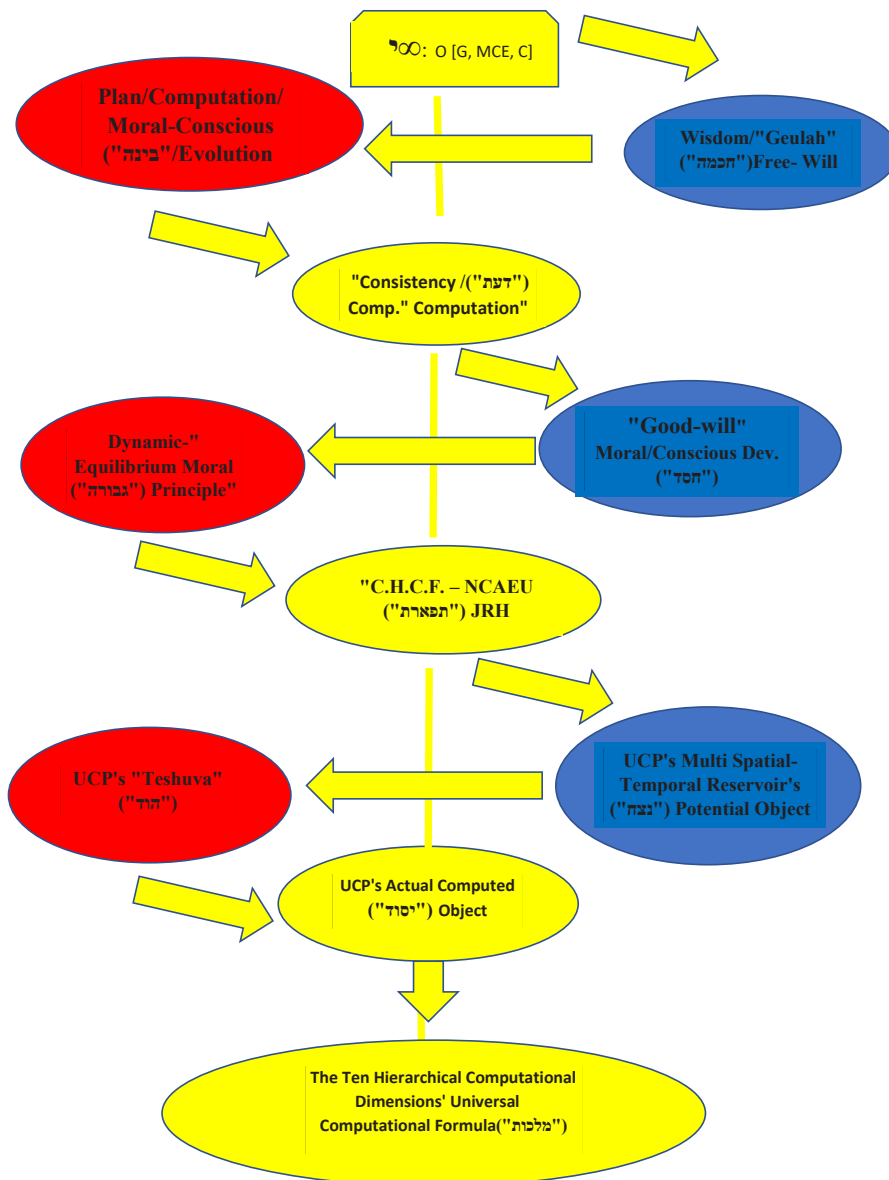 י∞: O [G, MCE, C]
Plan/Computation/
Moral-Conscious
("בינה"/Evolution
Wisdom/"Geulah"
("חכמה")Free- Will
"Consistency /("דעת")
Comp." Computation"
Dynamic-"
Equilibrium Moral
("גבורה") Principle"
"Good-will"
Moral/Conscious Dev.
("חסד")
"C.H.C.F. – NCAEU
("תפארת") JRH
UCP's "Teshuva"
("הוד")
UCP's Multi Spatial-
Temporal Reservoir's
("נצח") Potential Object
UCP's Actual Computed
("יסוד") Object
The Ten Hierarchical Computational
Dimensions' Universal
Computational Formula("מלכות")